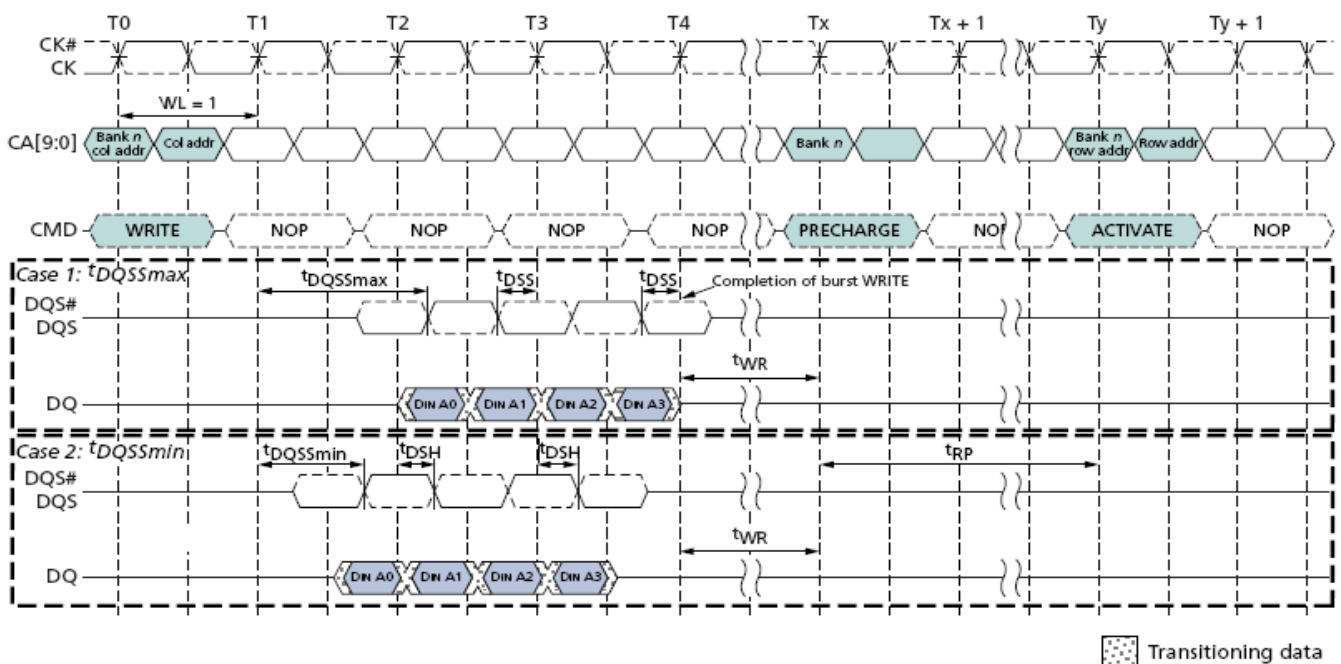 T0 T1 T2 T3 T4 Tx Tx + 1 Ty Ty + 1
CK#
CK
WL = 1
CA[9:0] Bank n col addr Col addr Bank n Bank n row addr Row addr
CMD WRITE NOP NOP NOP NOP PRECHARGE NOP ACTIVATE NOP
Case 1: tDQSSmax
tDQSSmax tDSS tDSS Completion of burst WRITE
DQS#
DQS
tWR
DQ DIN A0 DIN A1 DIN A2 DIN A3
Case 2: tDQSSmin
tDQSSmin tDSH tDSH tRP
DQS#
DQS
tWR
DQ DIN A0 DIN A1 DIN A2 DIN A3
Transitioning data